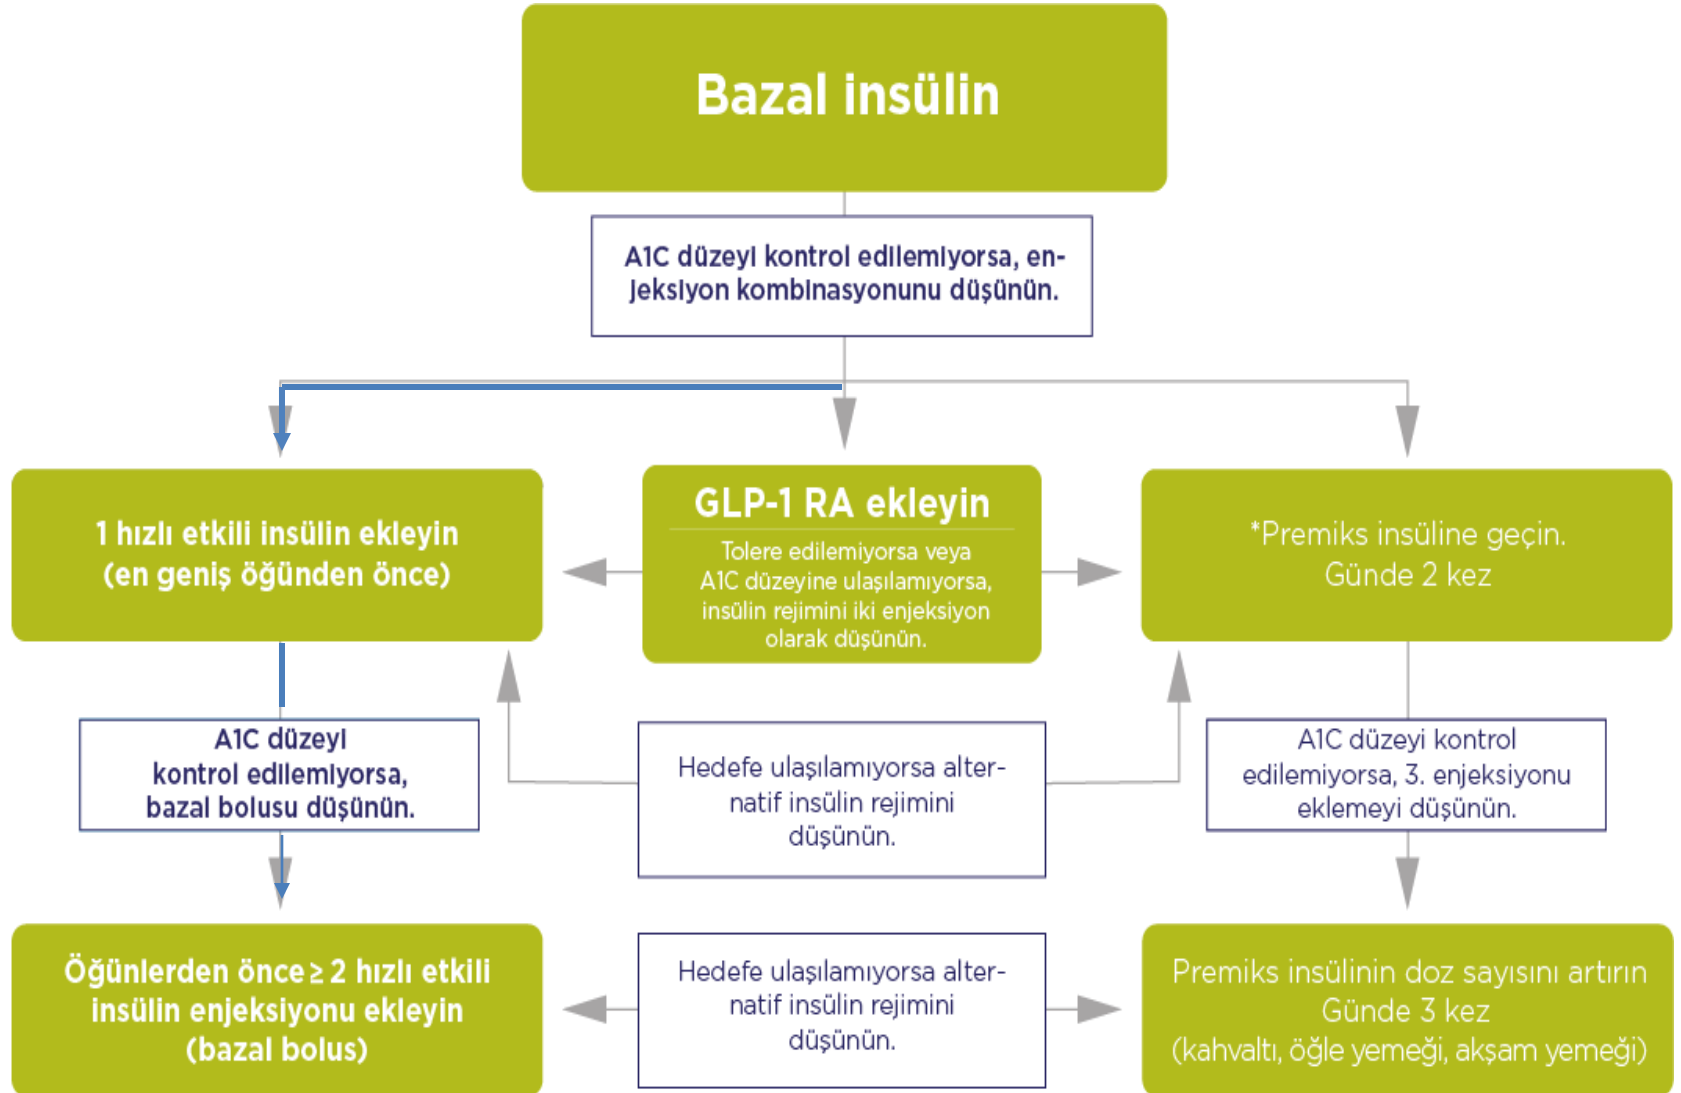 Bazal insülin
A1C düzeyi kontrol edilemiyorsa, en-
jeksiyon kombinasyonunu düşünün.
1 hızlı etkili insülin ekleyin
(en geniş öğünden önce)
GLP-1 RA ekleyin
Tolere edilemiyorsa veya
A1C düzeyine ulaşılamıyorsa,
insülin rejimini iki enjeksiyon
olarak düşünün.
*Premiks insüline geçin.
Günde 2 kez
A1C düzeyi
kontrol edilemiyorsa,
bazal bolusu düşünün.
Hedefe ulaşılamıyorsa alter-
natif insülin rejimini
düşünün.
A1C düzeyi kontrol
edilemiyorsa, 3. enjeksiyonu
eklemeyi düşünün.
Öğünlerden önce ≥ 2 hızlı etkili
insülin enjeksiyonu ekleyin
(bazal bolus)
Hedefe ulaşılamıyorsa alter-
natif insülin rejimini
düşünün.
Premiks insülinin doz sayısını artırın
Günde 3 kez
(kahvaltı, öğle yemeği, akşam yemeği)